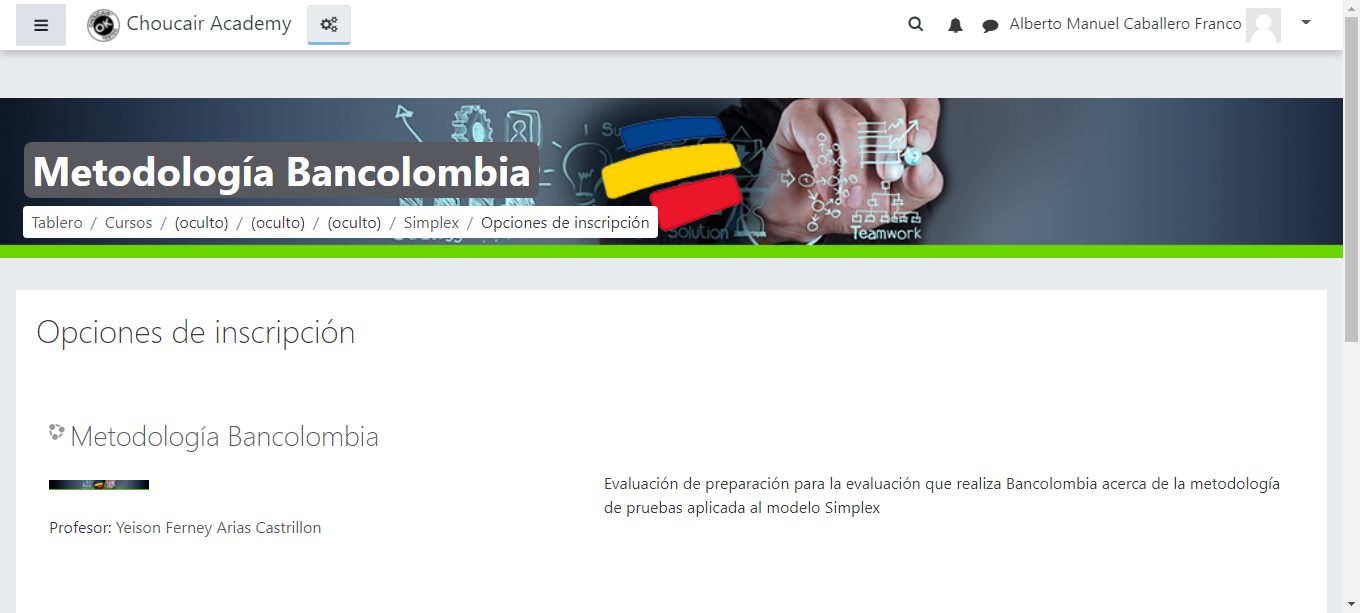 Choucair Academy
Alberto Manuel Caballero Franco
Metodología Bancolombia
Solution
Teamwork
Tablero / Cursos / (oculto) / (oculto) / (oculto) / Simplex / Opciones de inscripción
Opciones de inscripción
Metodología Bancolombia
Evaluación de preparación para la evaluación que realiza Bancolombia acerca de la metodología
de pruebas aplicada al modelo Simplex
Profesor: Yeison Ferney Arias Castrillon